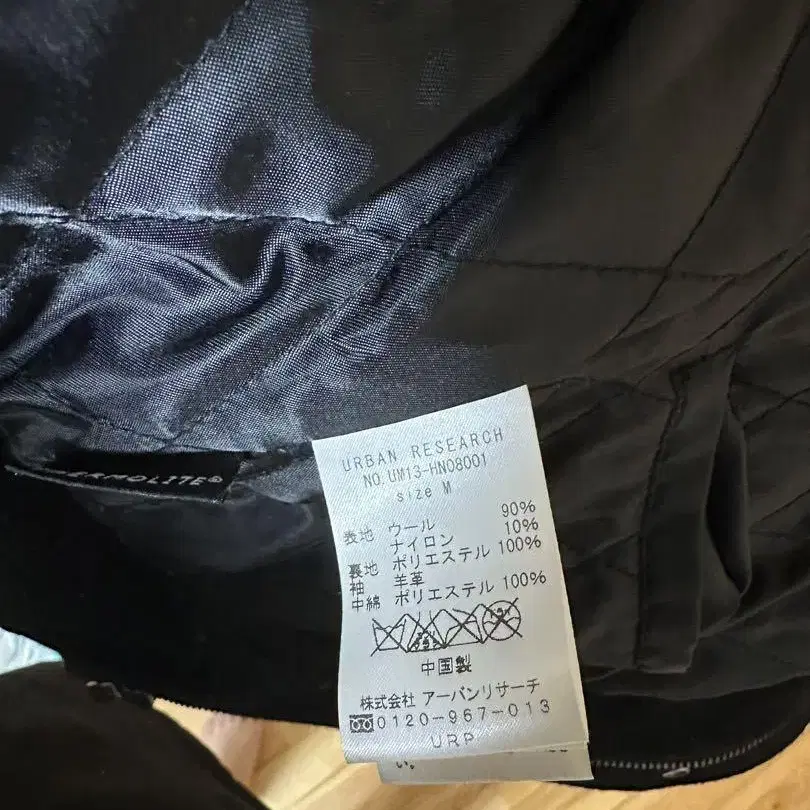 ERMOLITE®
URBAN RESEARCH
NO.UM13-HN08001
size M
表地 ウール 90%
ナイロン 10%
裏地 ポリエステル 100%
袖 羊革
中綿 ポリエステル 100%
中国製
株式会社 アーバンリサーチ
0120-967-013
URP
い。